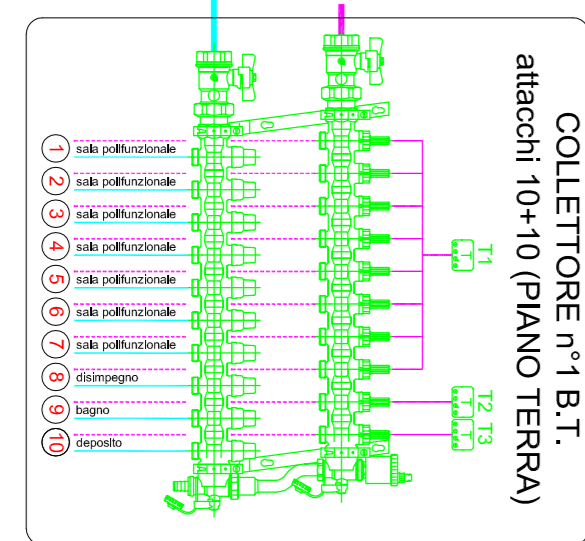 COLLETTORE n°1 B.T.
attacchi 10+10 (PIANO TERRA)
1 sala polifunzionale
2 sala polifunzionale
3 sala polifunzionale
4 sala polifunzionale
5 sala polifunzionale
6 sala polifunzionale
7 sala polifunzionale
8 disimpegno
9 bagno
10 deposito
T1
T
T2
T
T3
T